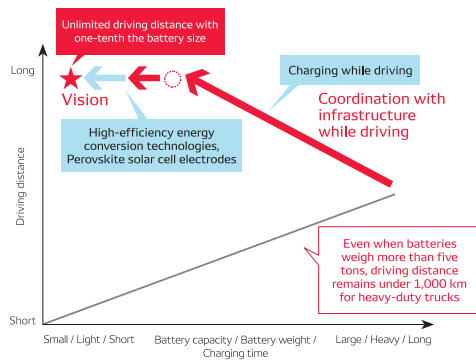 Unlimited driving distance with
one-tenth the battery size
Long
Vision
Charging while driving
Coordination with
infrastructure
while driving
High-efficiency energy
conversion technologies,
Perovskite solar cell electrodes
Driving distance
Even when batteries
weigh more than five
tons, driving distance
remains under 1,000 km
for heavy-duty trucks
Short
Small / Light / Short
Battery capacity / Battery weight /
Charging time
Large / Heavy / Long